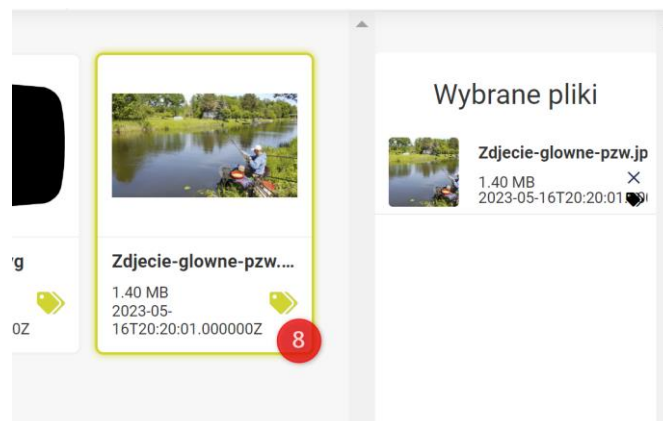 rg
0Z
Zdjecie-glowne-pzw....
1.40 MB
2023-05-
16T20:20:01.000000Z
8
Wybrane pliki
Zdjecie-glowne-pzw.jp
1.40 MB
2023-05-16T20:20:01.